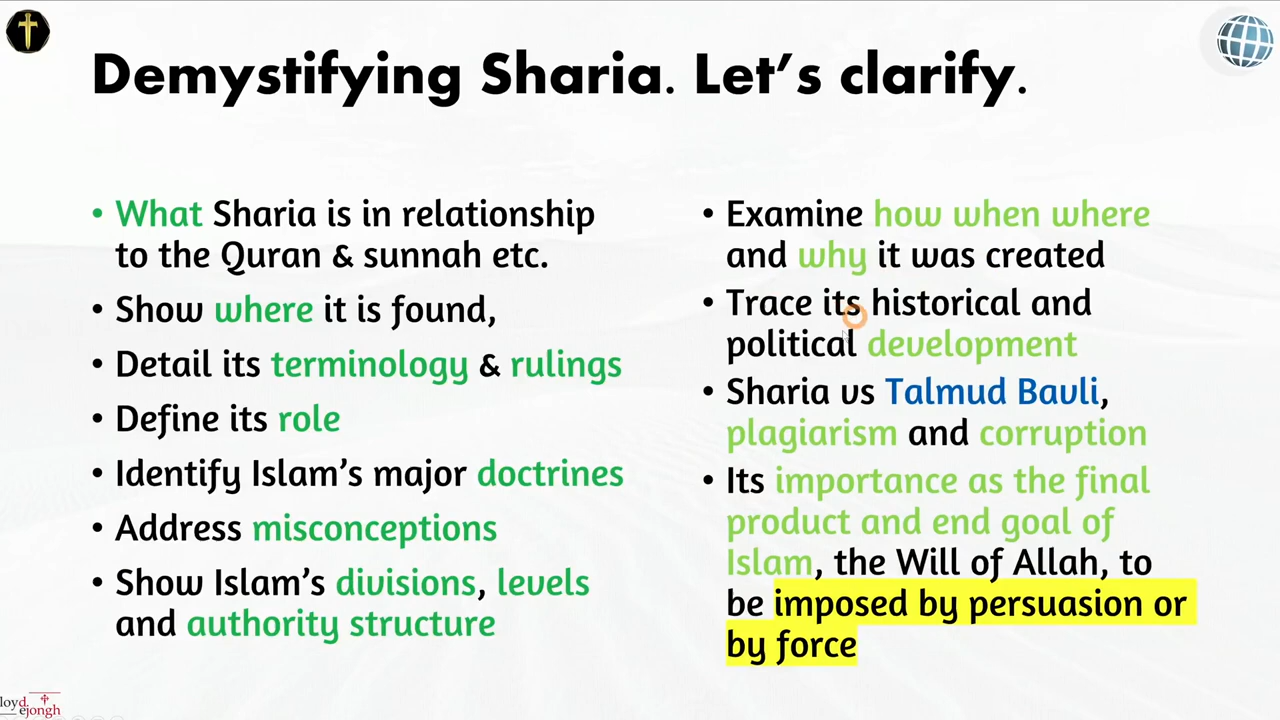 Demystifying Sharia. Let's clarify.
• What Sharia is in relationship
to the Quran & sunnah etc.
• Show where it is found,
• Detail its terminology & rulings
• Define its role
• Identify Islam's major doctrines
• Address misconceptions
• Show Islam's divisions, levels
and authority structure
• Examine how when where
and why it was created
• Trace its historical and
political development
• Sharia vs Talmud Bavli,
plagiarism and corruption
• Its importance as the final
product and end goal of
Islam, the Will of Allah, to
be imposed by persuasion or
by force
loyd
ejongh